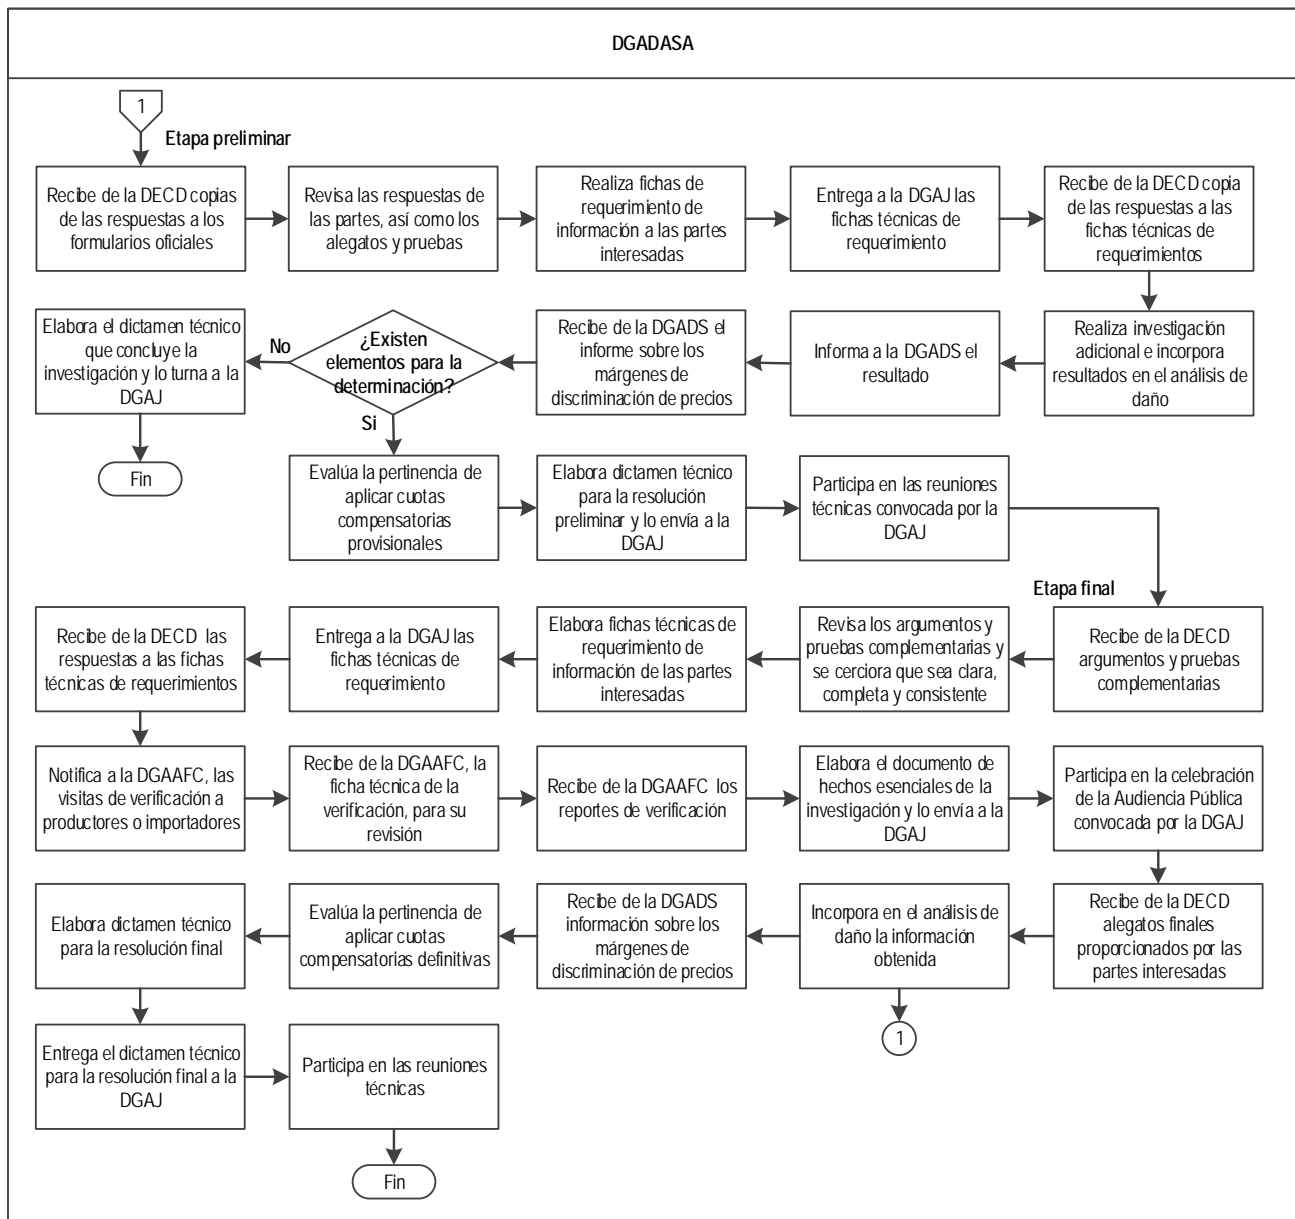 DGADASA
1
Etapa preliminar
Recibe de la DECD copias
de las respuestas a los
formularios oficiales
Revisa las respuestas de
las partes, así como los
alegatos y pruebas
Realiza fichas de
requerimiento de
información a las partes
interesadas
Entrega a la DGAJ las
fichas técnicas de
requerimiento
Recibe de la DECD copia
de las respuestas a las
fichas técnicas de
requerimientos
Realiza investigación
adicional e incorpora
resultados en el análisis de
daño
Informa a la DGADS el
resultado
Recibe de la DGADS el
informe sobre los
márgenes de
discriminación de precios
¿Existen
elementos para la
determinación?
No
Elabora el dictamen técnico
que concluye la
investigación y lo turna a la
DGAJ
Fin
Si
Evalúa la pertinencia de
aplicar cuotas
compensatorias
provisionales
Elabora dictamen técnico
para la resolución
preliminar y lo envía a la
DGAJ
Participa en las reuniones
técnicas convocada por la
DGAJ
Etapa final
Recibe de la DECD
argumentos y pruebas
complementarias
Revisa los argumentos y
pruebas complementarias y
se cerciora que sea clara,
completa y consistente
Elabora fichas técnicas de
requerimiento de
información de las partes
interesadas
Entrega a la DGAJ las
fichas técnicas de
requerimiento
Recibe de la DECD las
respuestas a las fichas
técnicas de requerimientos
Notifica a la DGAAFC, las
visitas de verificación a
productores o importadores
Recibe de la DGAAFC, la
ficha técnica de la
verificación, para su
revisión
Recibe de la DGAAFC los
reportes de verificación
Elabora el documento de
hechos esenciales de la
investigación y lo envía a la
DGAJ
Participa en la celebración
de la Audiencia Pública
convocada por la DGAJ
Recibe de la DECD
alegatos finales
proporcionados por las
partes interesadas
Incorpora en el análisis de
daño la información
obtenida
1
Recibe de la DGADS
información sobre los
márgenes de
discriminación de precios
Evalúa la pertinencia de
aplicar cuotas
compensatorias definitivas
Elabora dictamen técnico
para la resolución final
Entrega el dictamen técnico
para la resolución final a la
DGAJ
Participa en las reuniones
técnicas
Fin